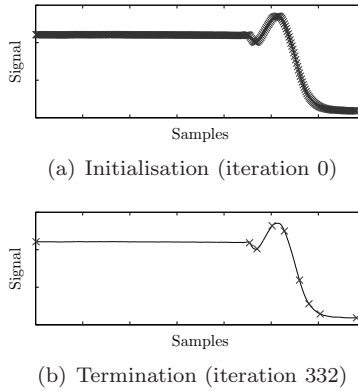 Signal
Samples
(a) Initialisation (iteration 0)
Signal
Samples
(b) Termination (iteration 332)